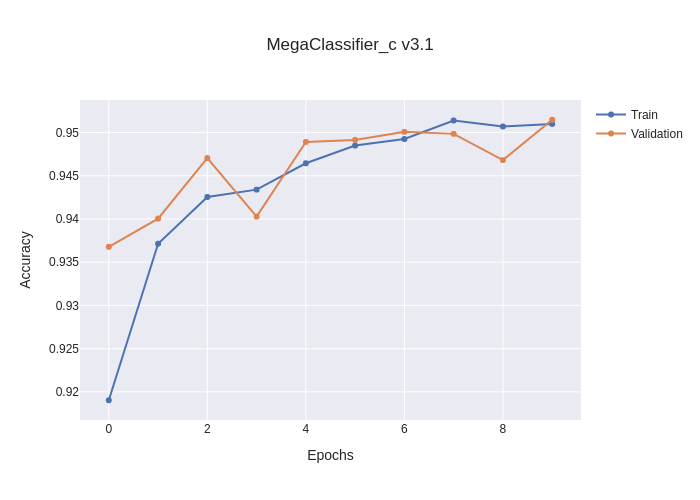 MegaClassifier_c v3.1
Train
Validation
0.95
0.945
0.94
0.935
0.93
0.925
0.92
Accuracy
0 2 4 6 8
Epochs